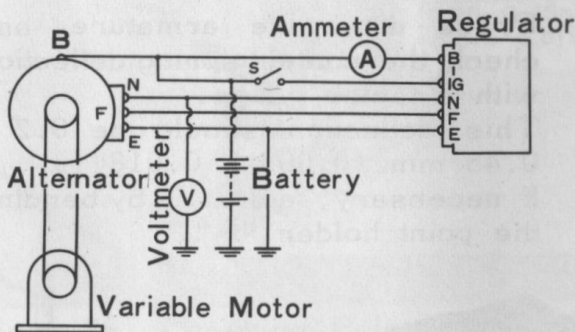 Regulator
Ammeter
B
A
S
B
I
IG
N
F
E
N
F
E
Alternator
Voltmeter
V
Battery
Variable Motor